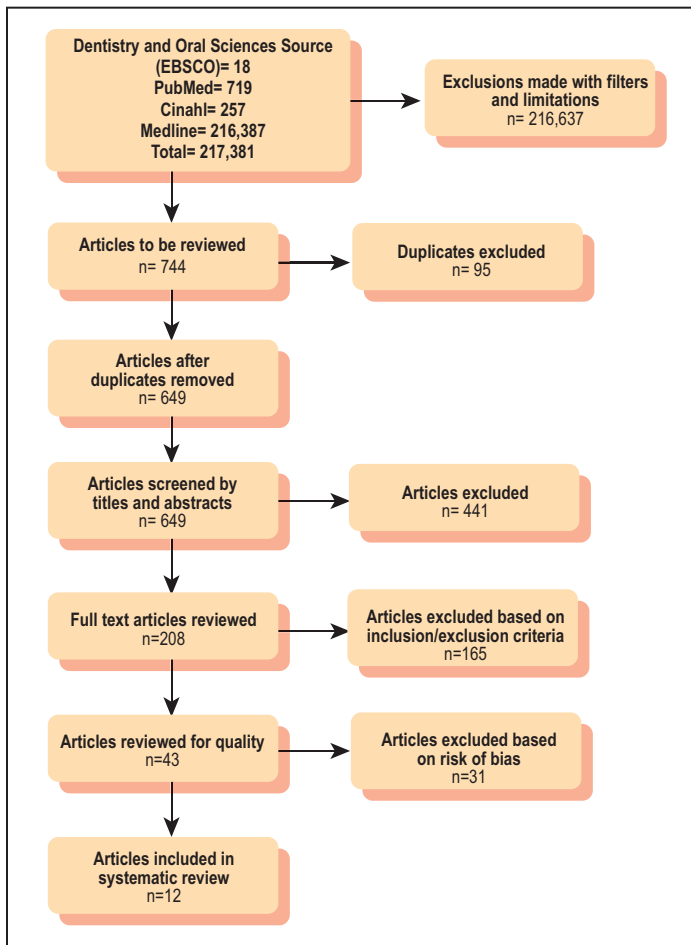 Dentistry and Oral Sciences Source
(EBSCO)= 18
PubMed= 719
Cinahl= 257
Medline= 216,387
Total= 217,381
Exclusions made with filters
and limitations
n= 216,637
Articles to be reviewed
n= 744
Duplicates excluded
n= 95
Articles after
duplicates removed
n= 649
Articles screened by
titles and abstracts
n= 649
Articles excluded
n= 441
Full text articles reviewed
n=208
Articles excluded based on
inclusion/exclusion criteria
n=165
Articles reviewed for quality
n=43
Articles excluded based
on risk of bias
n=31
Articles included in
systematic review
n=12